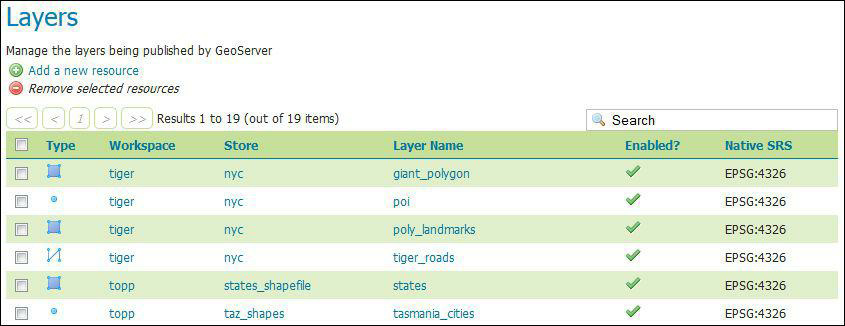 Layers
Manage the layers being published by GeoServer
Add a new resource
Remove selected resources
<< < 1 > >> Results 1 to 19 (out of 19 items) Search
Type Workspace Store Layer Name Enabled? Native SRS
tiger nyc giant_polygon EPSG:4326
tiger nyc poi EPSG:4326
tiger nyc poly_landmarks EPSG:4326
tiger nyc tiger_roads EPSG:4326
topp states_shapefile states EPSG:4326
topp taz_shapes tasmania_cities EPSG:4326